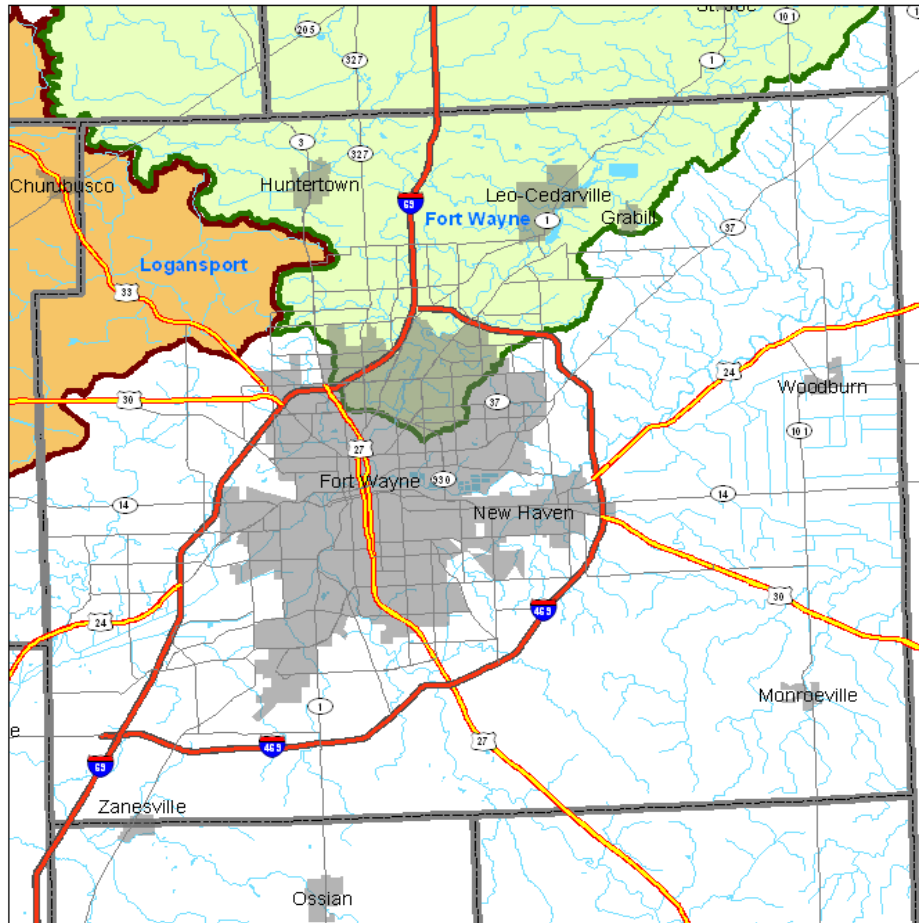 St. Joe
101
205
327
1
3
327
Churubusco
Huntertown
Leo-Cedarville
69
Fort Wayne
1
Grabill
37
Logansport
33
24
Woodburn
30
37
101
27
Fort Wayne
930
14
New Haven
14
30
24
469
Monroeville
1
e
27
469
69
Zanesville
Ossian